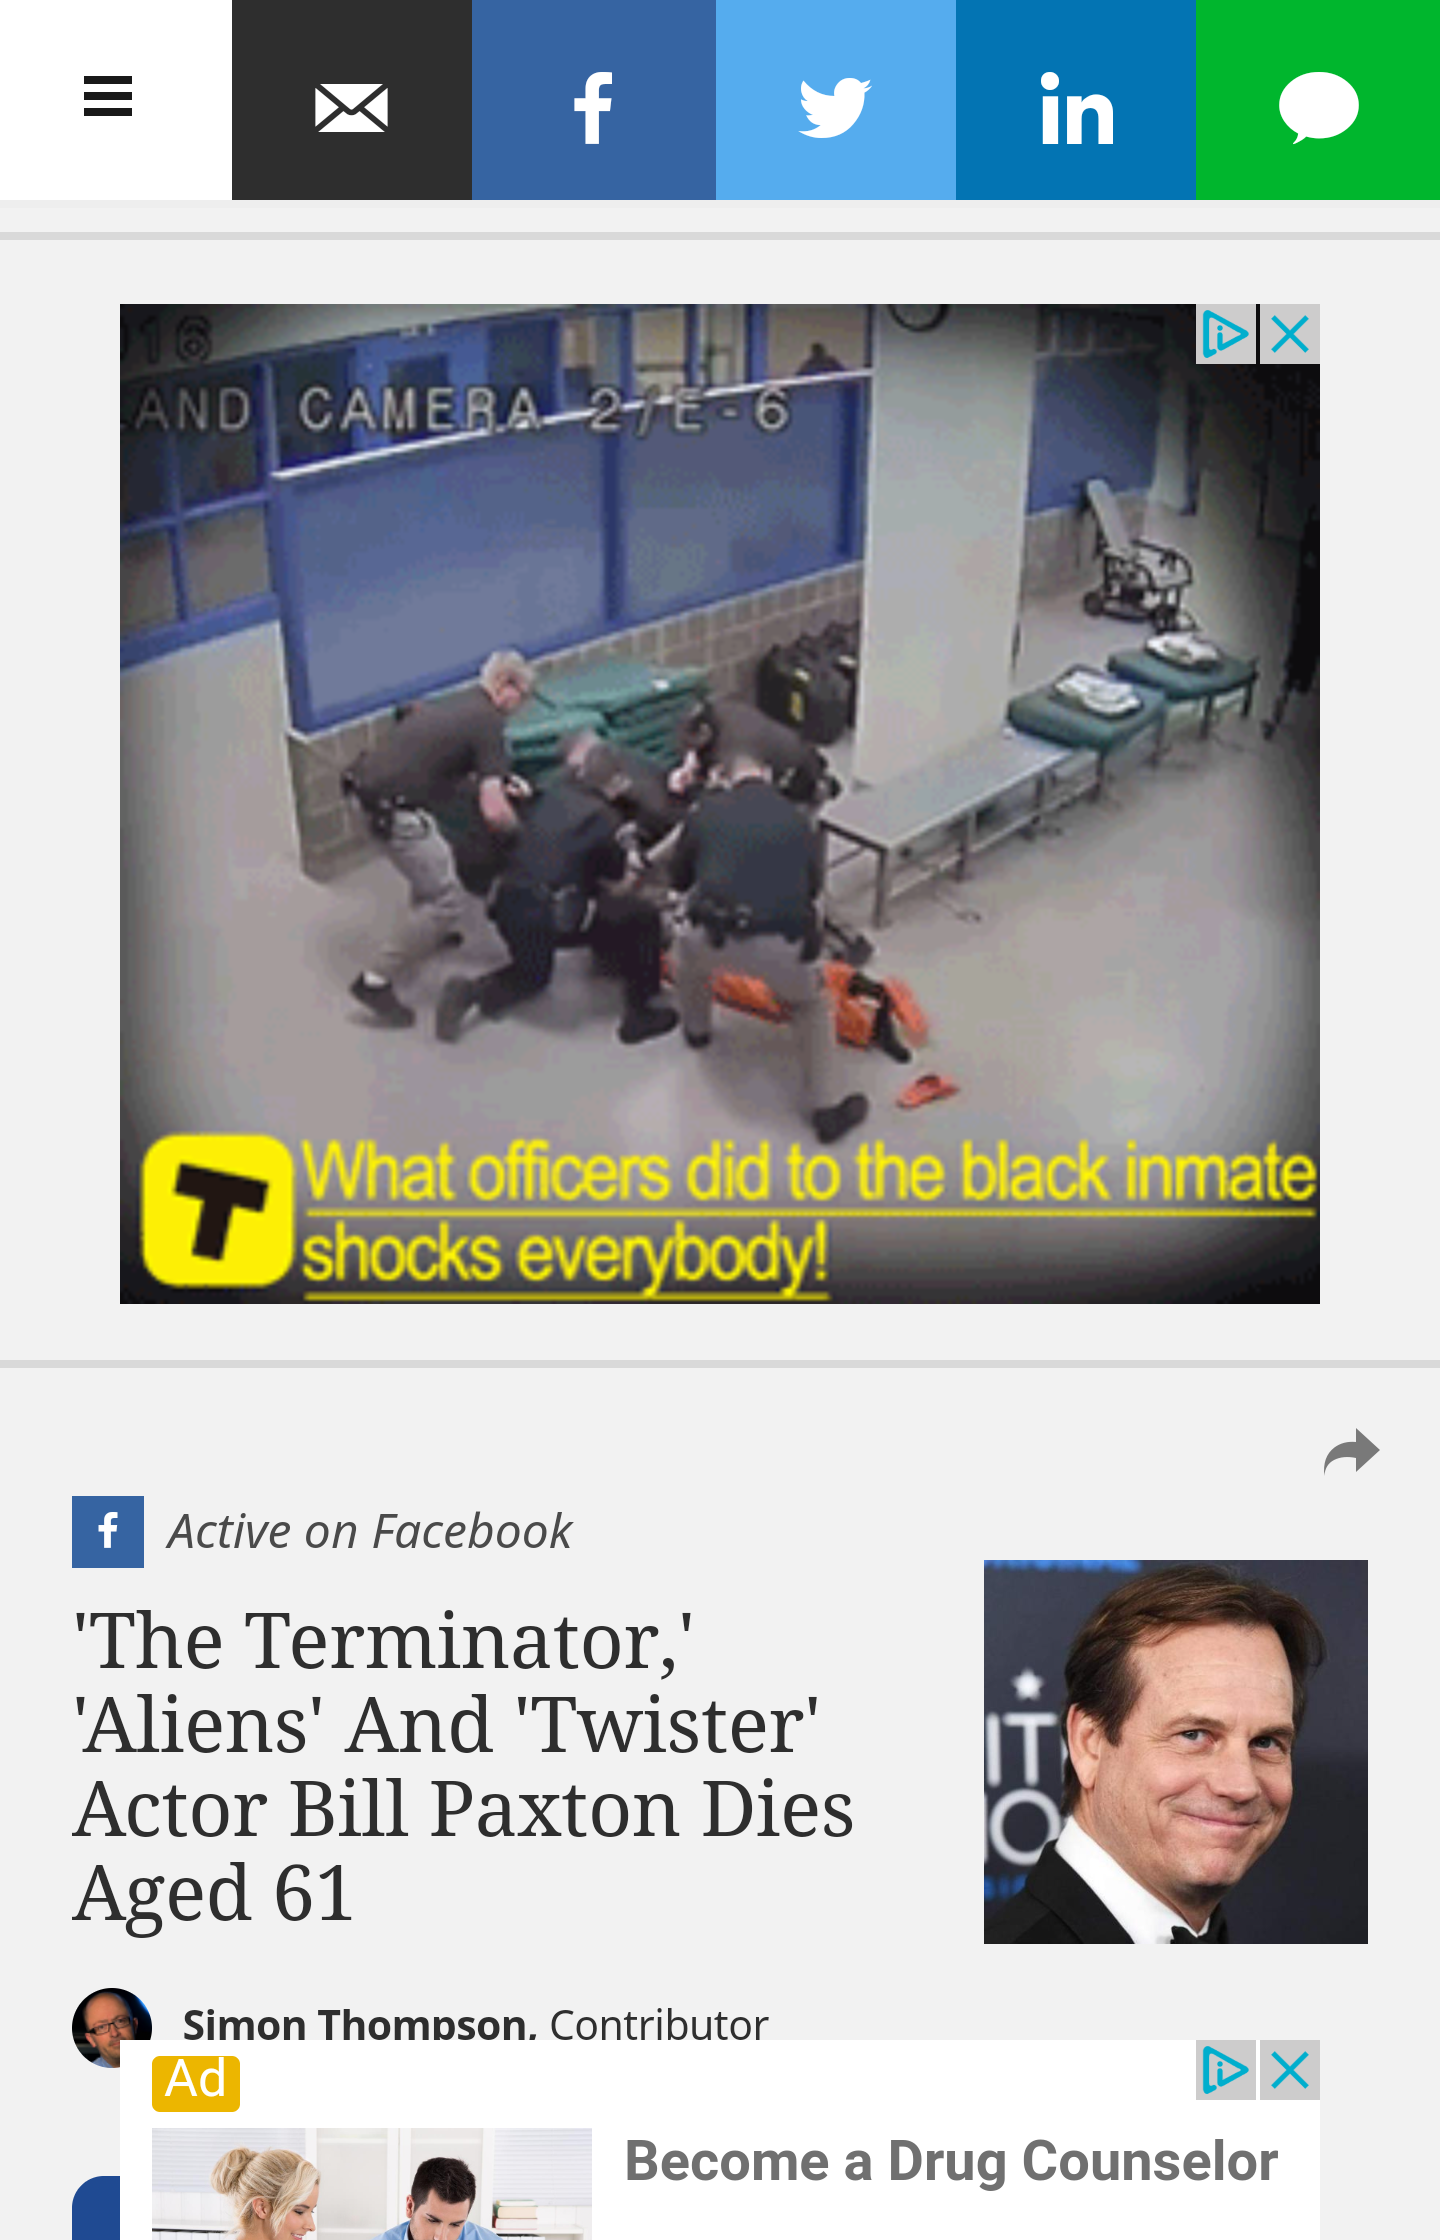 16
AND CAMERA 2/E-6
T
What officers did to the black inmate
shocks everybody!
Active on Facebook
'The Terminator,'
'Aliens' And 'Twister'
Actor Bill Paxton Dies
Aged 61
Simon Thompson, Contributor
Ad
Become a Drug Counselor